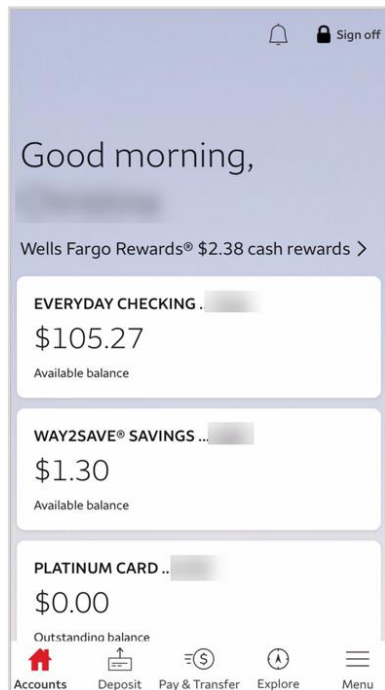 Sign off
Good morning,
Wells Fargo Rewards® $2.38 cash rewards >
EVERYDAY CHECKING ..
$105.27
Available balance
WAY2SAVE® SAVINGS ...
$1.30
Available balance
PLATINUM CARD ..
$0.00
Outstanding balance
Accounts Deposit Pay & Transfer Explore Menu